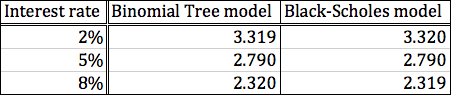 Interest rate Binomial Tree model Black-Scholes model
2% 3.319 3.320
5% 2.790 2.790
8% 2.320 2.319